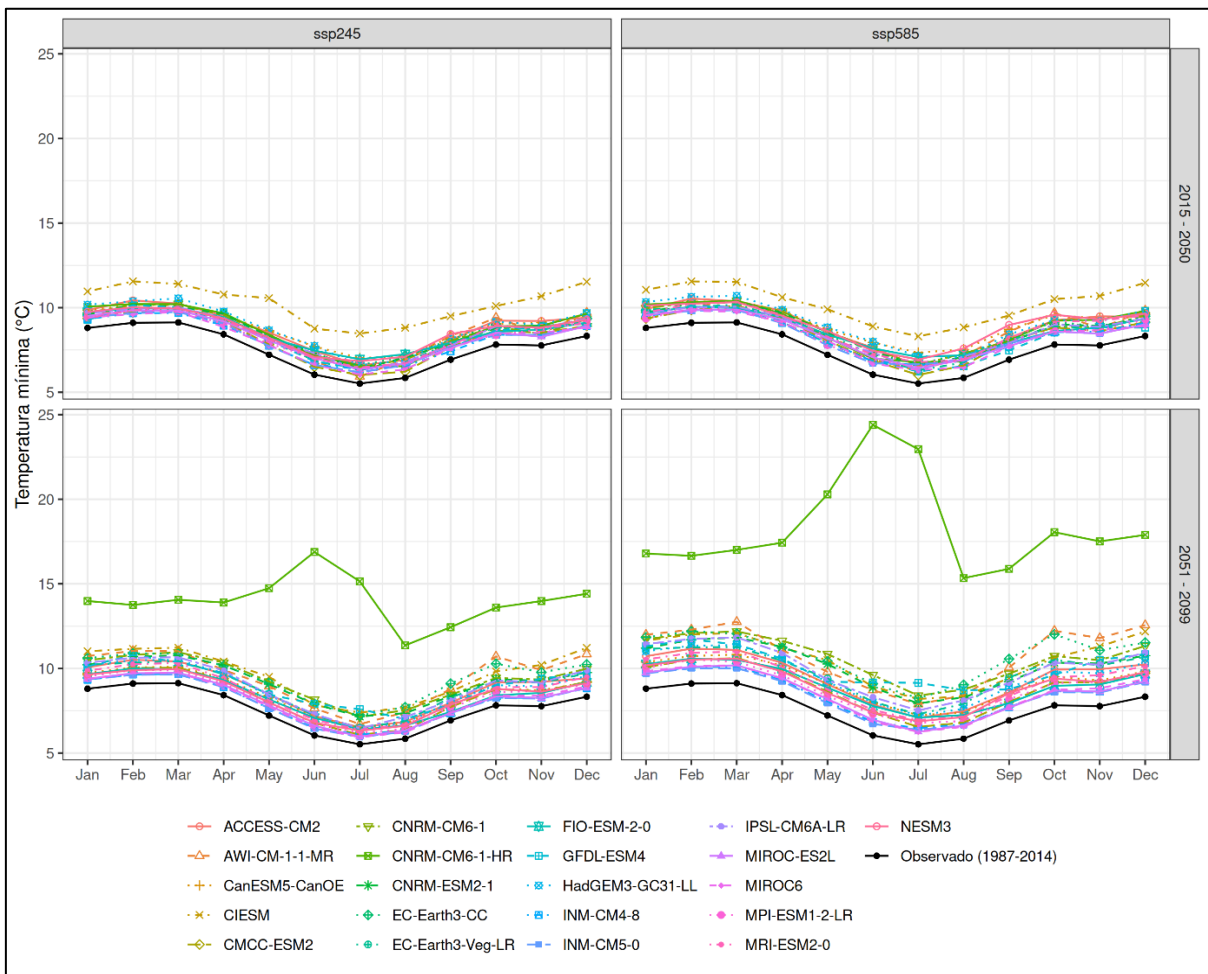 ssp245 ssp585
25
20
15
10
5
2015 - 2050
25
20
15
10
5
2051 - 2099
Temperatura mínima (°C)
Jan Feb Mar Apr May Jun Jul Aug Sep Oct Nov Dec Jan Feb Mar Apr May Jun Jul Aug Sep Oct Nov Dec
ACCESS-CM2 CNRM-CM6-1 FIO-ESM-2-0 IPSL-CM6A-LR NESM3
AWI-CM-1-1-MR CNRM-CM6-1-HR GFDL-ESM4 MIROC-ES2L Observado (1987-2014)
CanESM5-CanOE CNRM-ESM2-1 HadGEM3-GC31-LL MIROC6
CIESM EC-Earth3-CC INM-CM4-8 MPI-ESM1-2-LR
CMCC-ESM2 EC-Earth3-Veg-LR INM-CM5-0 MRI-ESM2-0